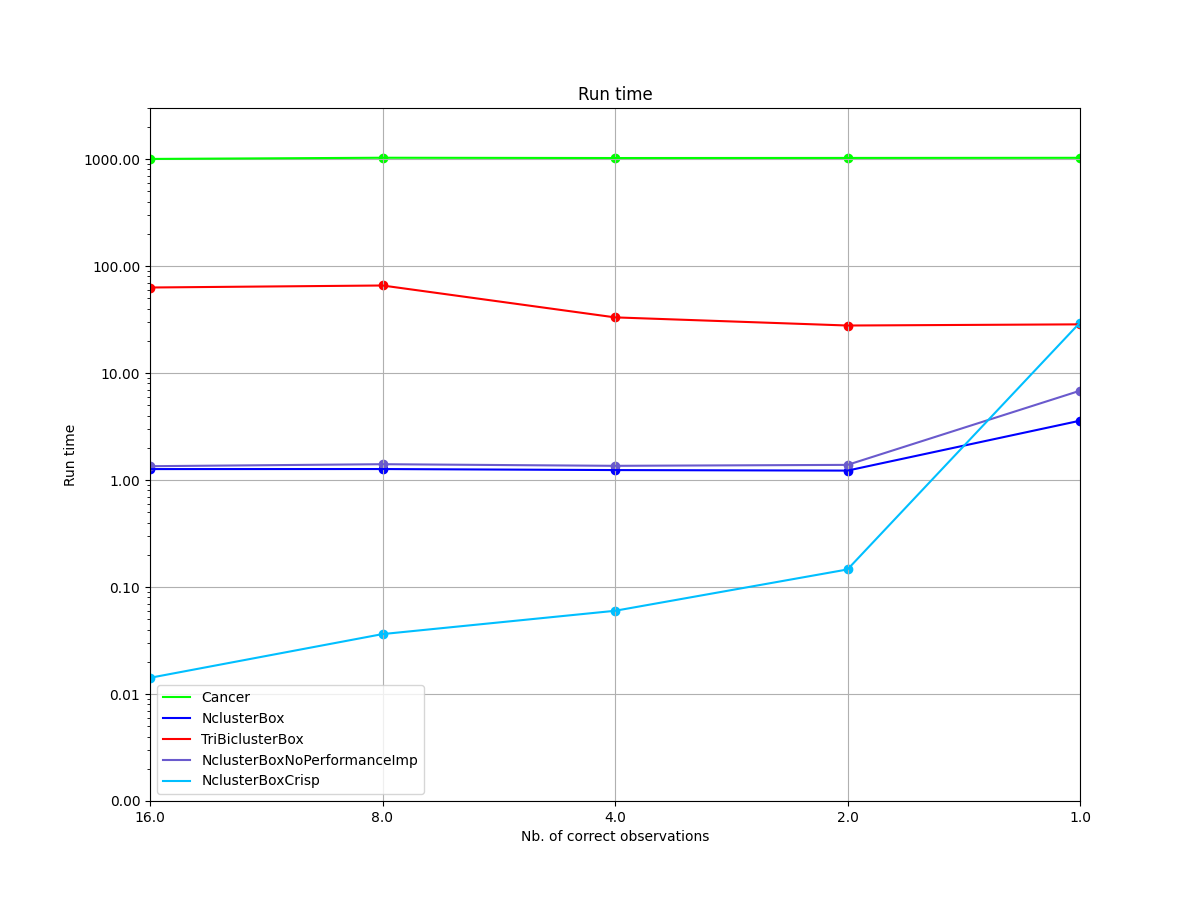 Run time
1000.00
100.00
10.00
1.00
0.10
0.01
0.00
Run time
Cancer
NclusterBox
TriBiclusterBox
NclusterBoxNoPerformanceImp
NclusterBoxCrisp
16.0 8.0 4.0 2.0 1.0
Nb. of correct observations